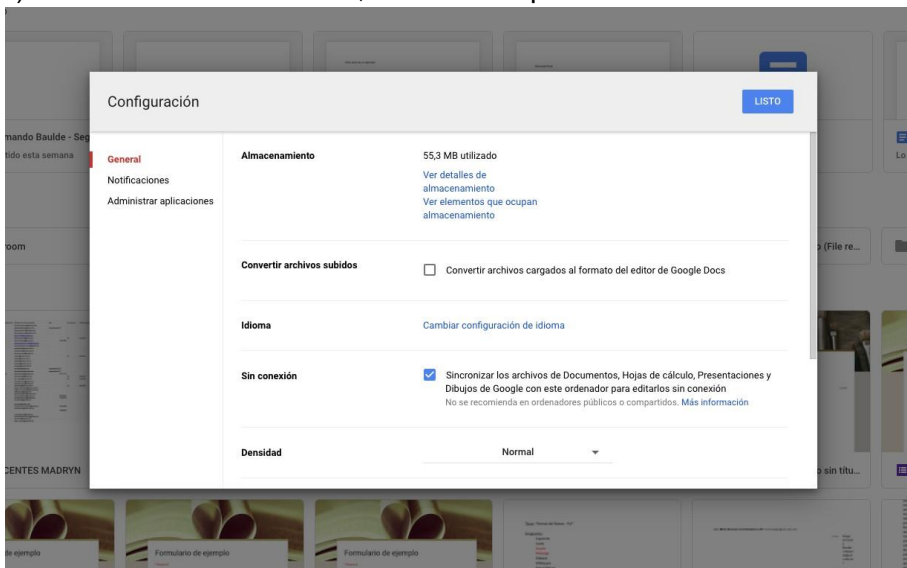 Configuración
LISTO
General
Notificaciones
Administrar aplicaciones
Almacenamiento
55,3 MB utilizado
Ver detalles de
almacenamiento
Ver elementos que ocupan
almacenamiento
Convertir archivos subidos
Convertir archivos cargados al formato del editor de Google Docs
Idioma
Cambiar configuración de idioma
Sin conexión
Sincronizar los archivos de Documentos, Hojas de cálculo, Presentaciones y
Dibujos de Google con este ordenador para editarlos sin conexión
No se recomienda en ordenadores públicos o compartidos. Más información
Densidad
Normal
mando Baulde - Seg
tido esta semana
Lo
room
(File re...
CENTES MADRYN
o sin títu...
de ejemplo
Formulario de ejemplo
Formulario de ejemplo